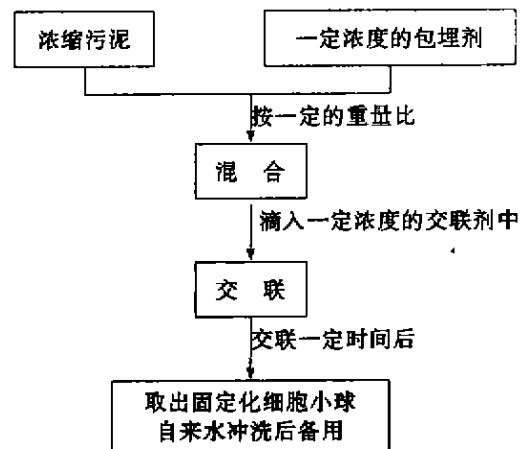 浓缩污泥
一定浓度的包埋剂
按一定的重量比
混 合
滴入一定浓度的交联剂中
交 联
交联一定时间后
取出固定化细胞小球
自来水冲洗后备用